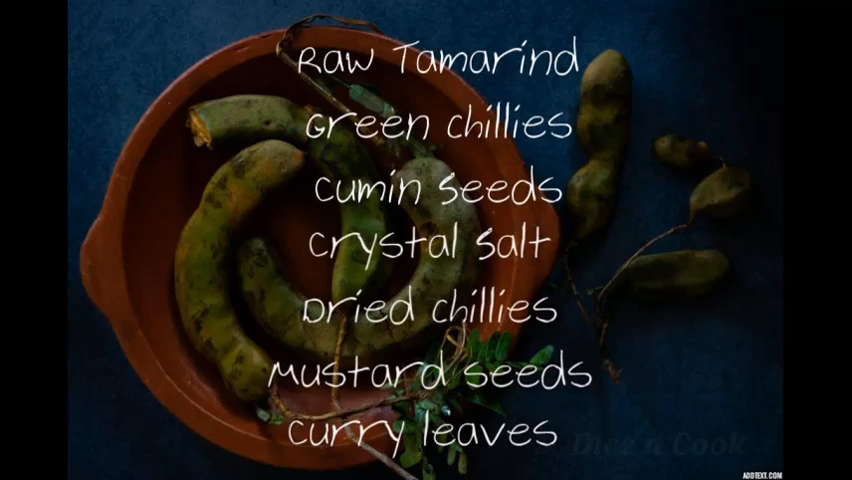 Raw Tamarind
Green chillies
Cumin Seeds
Crystal Salt
Dried chillies
Mustard seeds
Curry leaves
Dice n Cook
ADDTEXT.COM